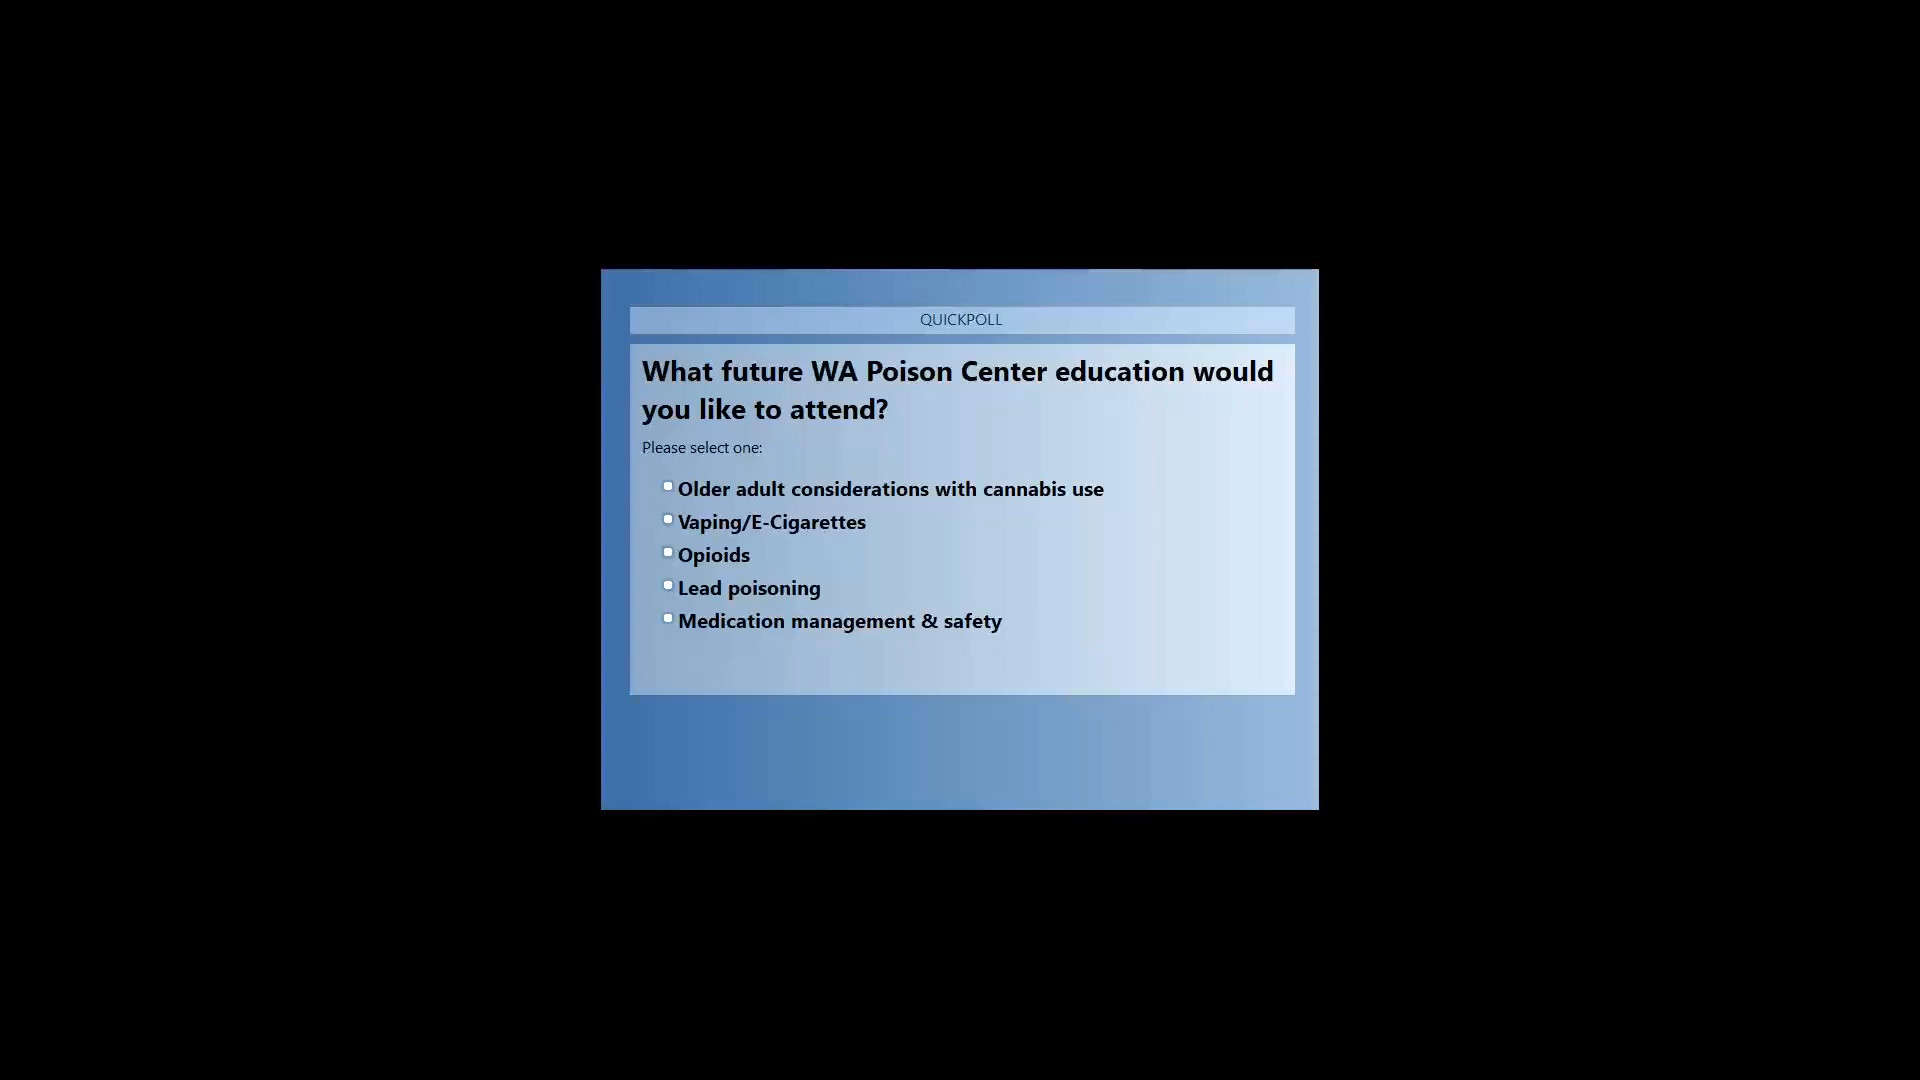 QUICKPOLL
What future WA Poison Center education would
you like to attend?
Please select one:
Older adult considerations with cannabis use
Vaping/E-Cigarettes
Opioids
Lead poisoning
Medication management & safety